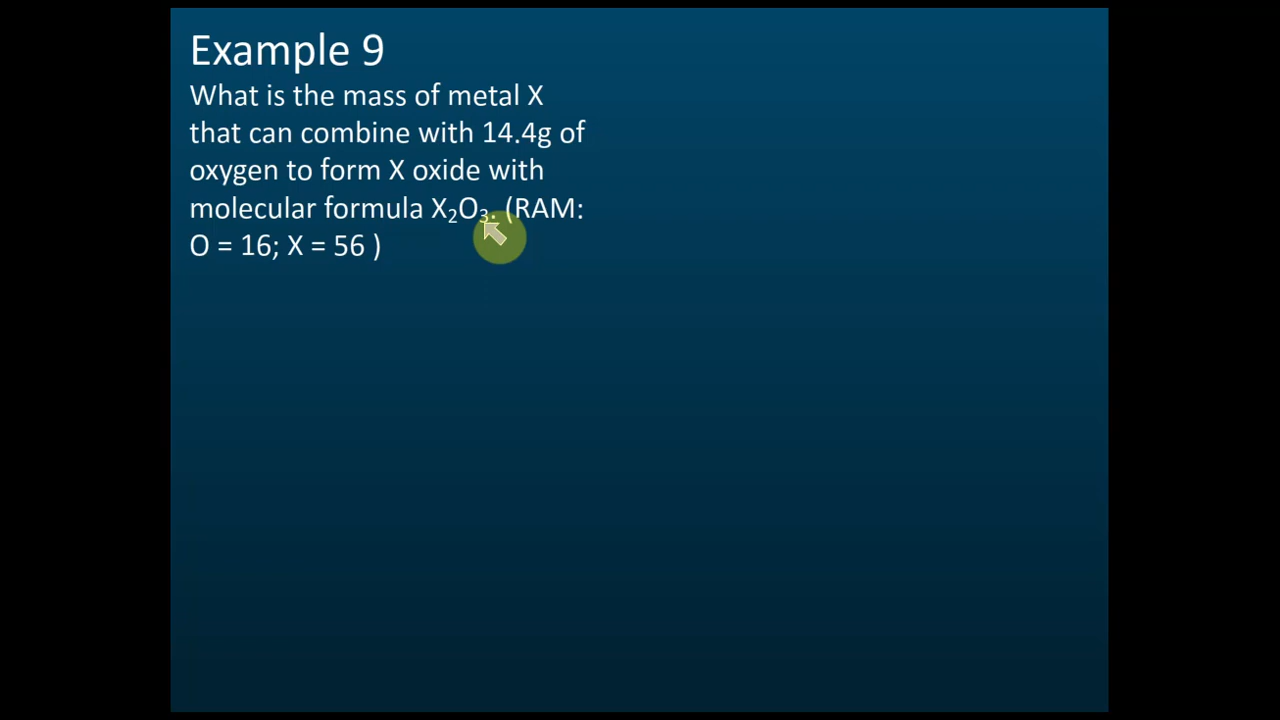 Example 9
What is the mass of metal X
that can combine with 14.4g of
oxygen to form X oxide with
molecular formula X₂O₃. (RAM:
O = 16; X = 56 )